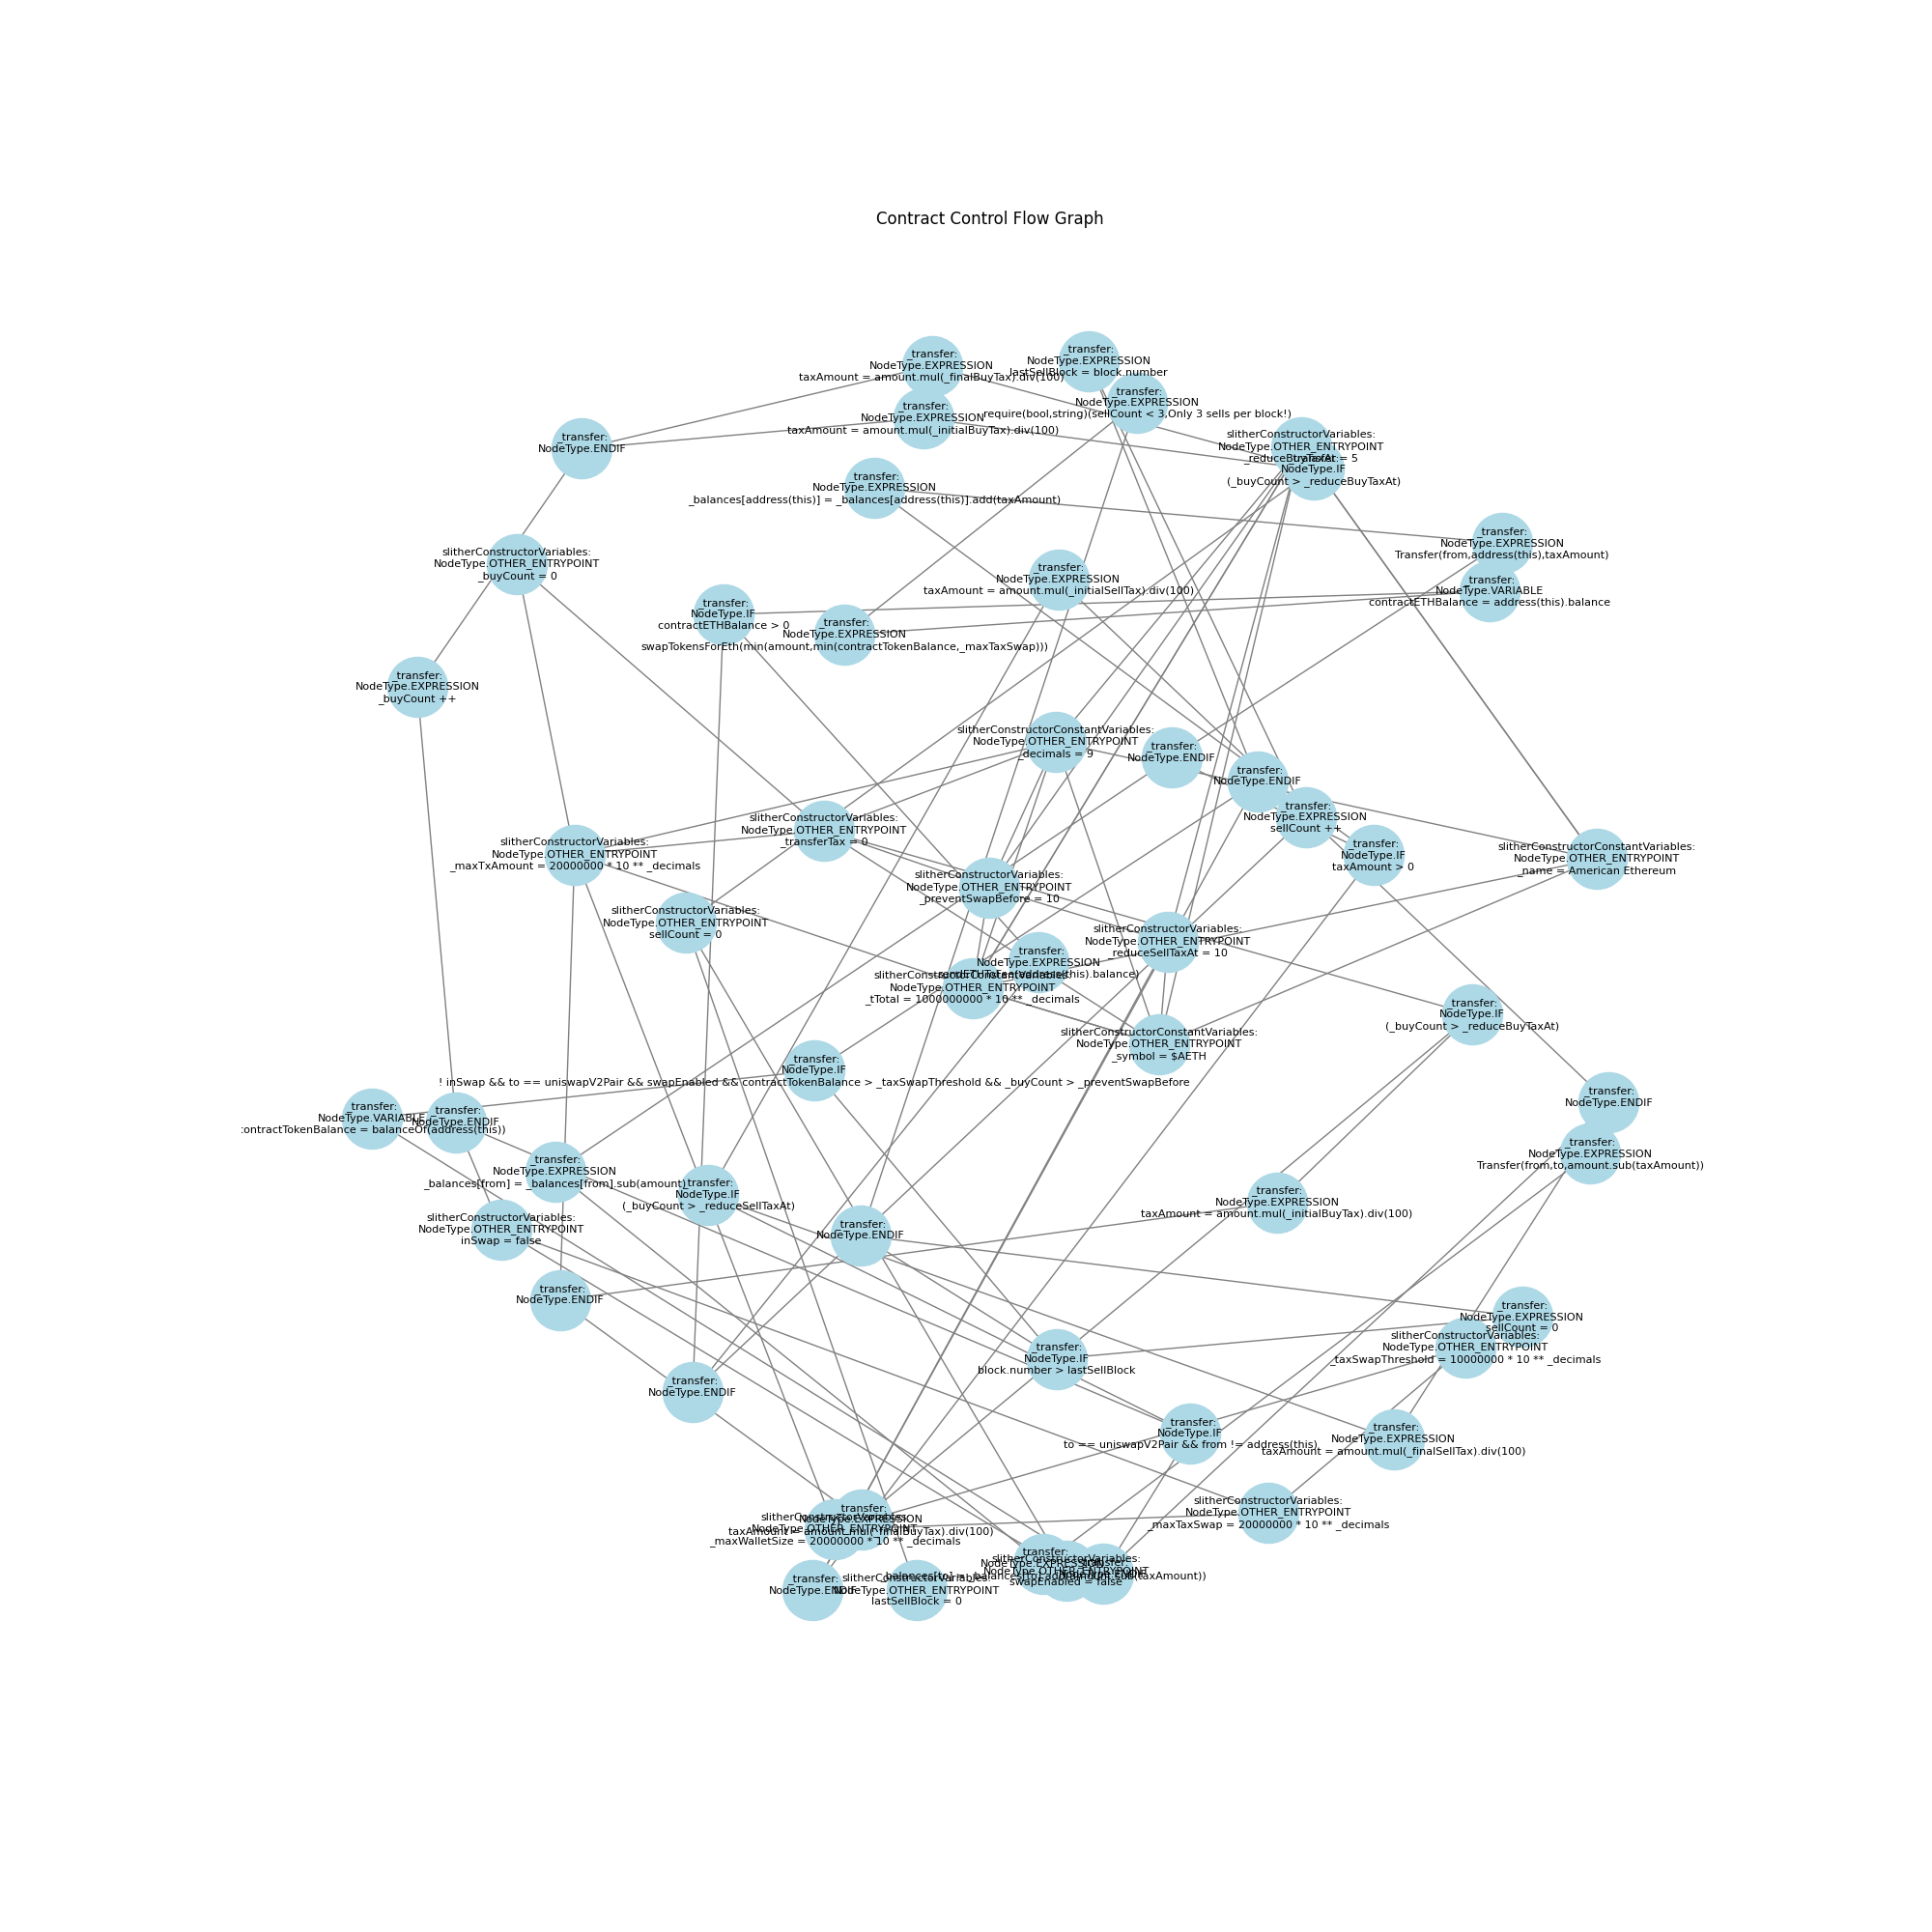 Contract Control Flow Graph
_transfer:
NodeType.EXPRESSION
taxAmount = amount.mul(_finalBuyTax).div(100)
_transfer:
NodeType.EXPRESSION
lastSellBlock = block.number
_transfer:
NodeType.EXPRESSION
require(bool,string)(sellCount < 3,Only 3 sells per block!)
_transfer:
NodeType.EXPRESSION
taxAmount = amount.mul(_initialBuyTax).div(100)
_transfer:
NodeType.ENDIF
slitherConstructorVariables:
NodeType.OTHER_ENTRYPOINT
_reduceBuyTaxAt = 5
_transfer:
NodeType.IF
(_buyCount > _reduceBuyTaxAt)
_transfer:
NodeType.EXPRESSION
_balances[address(this)] = _balances[address(this)].add(taxAmount)
_transfer:
NodeType.EXPRESSION
Transfer(from,address(this),taxAmount)
slitherConstructorVariables:
NodeType.OTHER_ENTRYPOINT
_buyCount = 0
_transfer:
NodeType.EXPRESSION
taxAmount = amount.mul(_initialSellTax).div(100)
_transfer:
NodeType.VARIABLE
contractETHBalance = address(this).balance
_transfer:
NodeType.IF
contractETHBalance > 0
_transfer:
NodeType.EXPRESSION
swapTokensForEth(min(amount,min(contractTokenBalance,_maxTaxSwap)))
_transfer:
NodeType.EXPRESSION
_buyCount ++
slitherConstructorConstantVariables:
NodeType.OTHER_ENTRYPOINT
_decimals = 9
_transfer:
NodeType.ENDIF
_transfer:
NodeType.ENDIF
_transfer:
NodeType.EXPRESSION
sellCount ++
slitherConstructorVariables:
NodeType.OTHER_ENTRYPOINT
_transferTax = 0
slitherConstructorVariables:
NodeType.OTHER_ENTRYPOINT
_maxTxAmount = 20000000 * 10 ** _decimals
_transfer:
NodeType.IF
taxAmount > 0
slitherConstructorConstantVariables:
NodeType.OTHER_ENTRYPOINT
_name = American Ethereum
slitherConstructorVariables:
NodeType.OTHER_ENTRYPOINT
_preventSwapBefore = 10
slitherConstructorVariables:
NodeType.OTHER_ENTRYPOINT
sellCount = 0
slitherConstructorVariables:
NodeType.OTHER_ENTRYPOINT
_reduceSellTaxAt = 10
_transfer:
NodeType.EXPRESSION
sendETHToFee(address(this).balance)
slitherConstructorConstantVariables:
NodeType.OTHER_ENTRYPOINT
_tTotal = 1000000000 * 10 ** _decimals
_transfer:
NodeType.IF
(_buyCount > _reduceBuyTaxAt)
slitherConstructorConstantVariables:
NodeType.OTHER_ENTRYPOINT
_symbol = $AETH
_transfer:
NodeType.IF
! inSwap && to == uniswapV2Pair && swapEnabled && contractTokenBalance > _taxSwapThreshold && _buyCount > _preventSwapBefore
_transfer:
NodeType.ENDIF
_transfer:
NodeType.VARIABLE
contractTokenBalance = balanceOf(address(this))
_transfer:
NodeType.ENDIF
_transfer:
NodeType.EXPRESSION
Transfer(from,to,amount.sub(taxAmount))
_transfer:
NodeType.EXPRESSION
_balances[from] = _balances[from].sub(amount)
_transfer:
NodeType.IF
(_buyCount > _reduceSellTaxAt)
_transfer:
NodeType.EXPRESSION
taxAmount = amount.mul(_initialBuyTax).div(100)
slitherConstructorVariables:
NodeType.OTHER_ENTRYPOINT
inSwap = false
_transfer:
NodeType.ENDIF
_transfer:
NodeType.ENDIF
_transfer:
NodeType.EXPRESSION
sellCount = 0
slitherConstructorVariables:
NodeType.OTHER_ENTRYPOINT
_taxSwapThreshold = 10000000 * 10 ** _decimals
_transfer:
NodeType.IF
block.number > lastSellBlock
_transfer:
NodeType.ENDIF
_transfer:
NodeType.IF
to == uniswapV2Pair && from != address(this)
_transfer:
NodeType.EXPRESSION
taxAmount = amount.mul(_finalSellTax).div(100)
slitherConstructorVariables:
NodeType.OTHER_ENTRYPOINT
_maxTaxSwap = 20000000 * 10 ** _decimals
_transfer:
NodeType.EXPRESSION
taxAmount = amount.mul(_finalBuyTax).div(100)
slitherConstructorVariables:
NodeType.OTHER_ENTRYPOINT
_maxWalletSize = 20000000 * 10 ** _decimals
_transfer:
NodeType.EXPRESSION
slitherConstructorVariables:
NodeType.OTHER_ENTRYPOINT
swapEnabled = false
_transfer:
NodeType.ENDIF
_transfer:
NodeType.ENDIF
slitherConstructorVariables:
NodeType.OTHER_ENTRYPOINT
lastSellBlock = 0